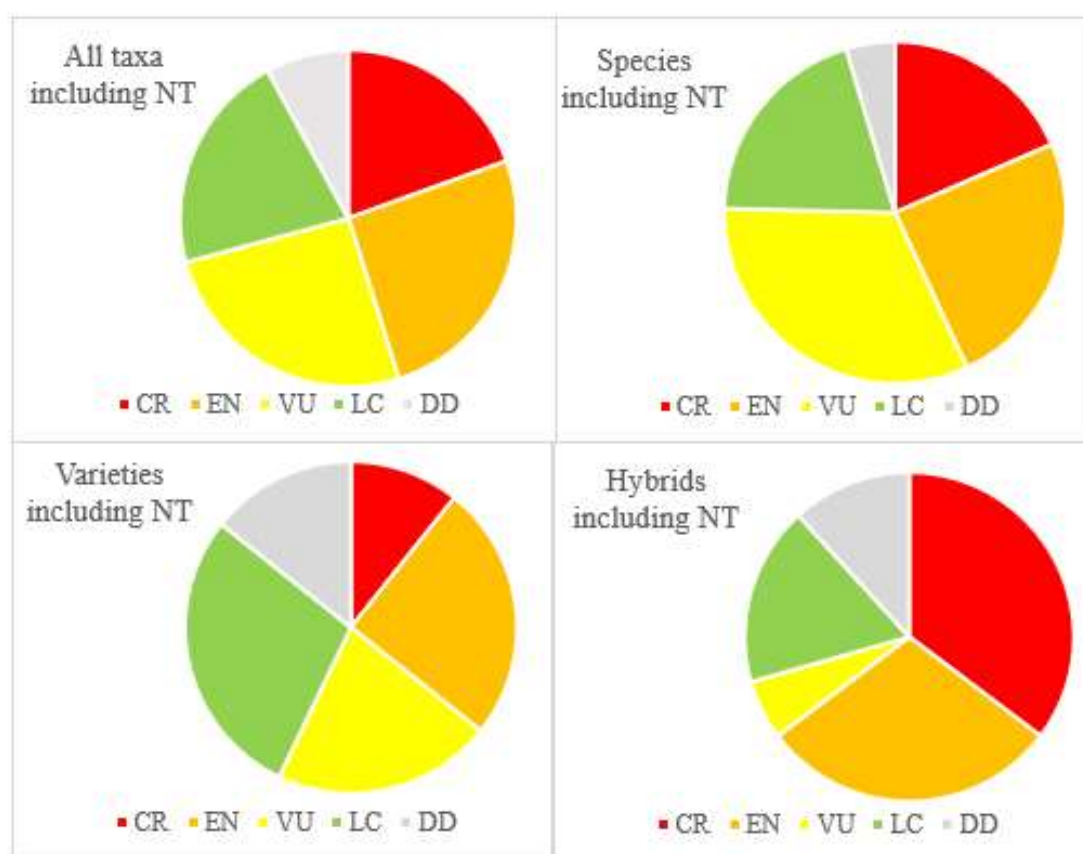 All taxa
including NT
CR EN VU LC DD
Species
including NT
CR EN VU LC DD
Varieties
including NT
CR EN VU LC DD
Hybrids
including NT
CR EN VU LC DD